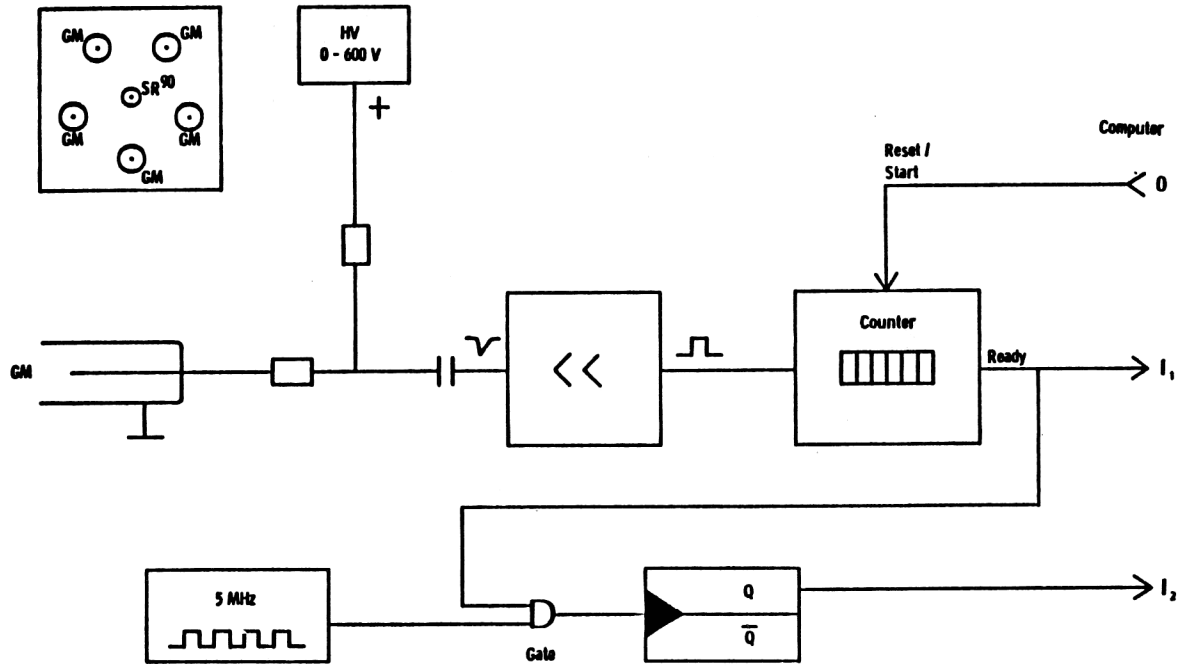 GM
GM
SR90
GM
GM
GM
HV
0 - 600 V
+
Computer
Reset /
Start
0
Counter
GM
<<
Ready
I1
5 MHz
Q
Q̅
I2
Gate